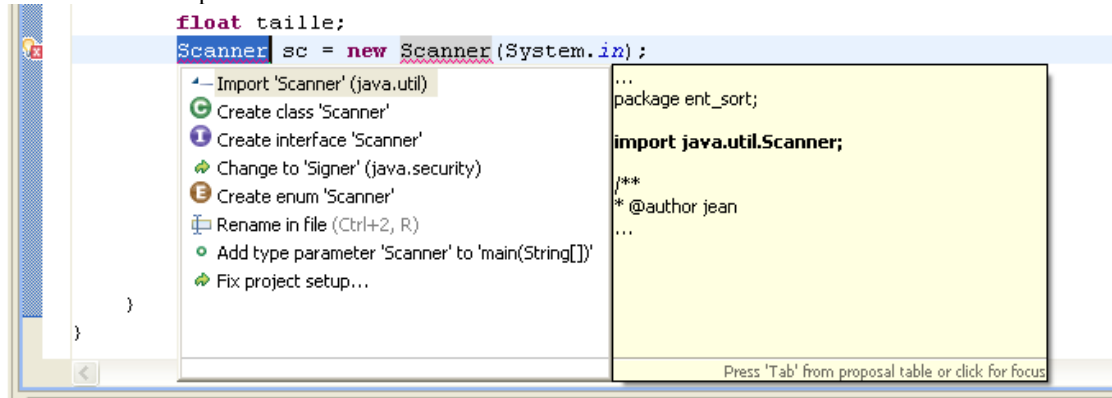 float taille;
Scanner sc = new Scanner(System.in);
Import 'Scanner' (java.util)
Create class 'Scanner'
Create interface 'Scanner'
Change to 'Signer' (java.security)
Create enum 'Scanner'
Rename in file (Ctrl+2, R)
Add type parameter 'Scanner' to 'main(String[])'
Fix project setup...
...
package ent_sort;
import java.util.Scanner;
/**
* @author jean
...
Press 'Tab' from proposal table or click for focus
}
}